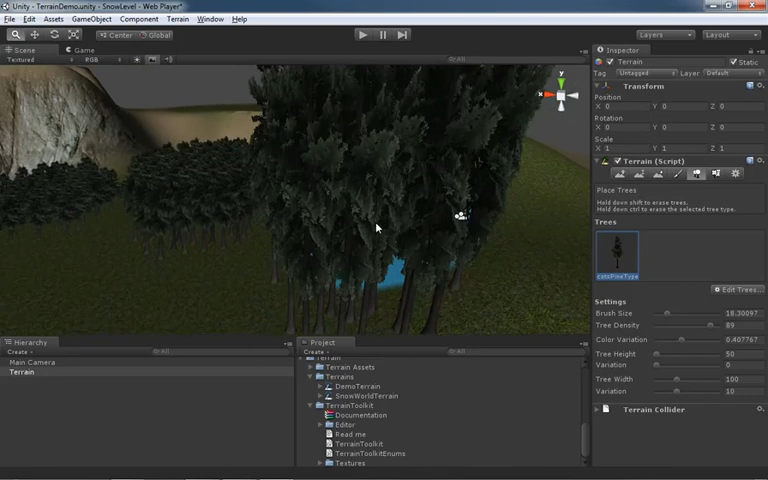 Unity - TerrainDemo.unity - SnowLevel - Web Player*
File Edit Assets GameObject Component Terrain Window Help
Center Global Layers Layout
Scene Game Inspector
Textured RGB All
Terrain Static
Tag Untagged Layer Default
y
x
Transform
Position
X 0 Y 0 Z 0
Rotation
X 0 Y 0 Z 0
Scale
X 1 Y 1 Z 1
Terrain (Script)
Place Trees
Hold down shift to erase trees.
Hold down ctrl to erase the selected tree type.
Trees
catsPineType
Edit Trees...
Settings
Brush Size 18.30097
Tree Density 89
Color Variation 0.407767
Tree Height 50
Variation 0
Tree Width 100
Variation 10
Terrain Collider
Hierarchy
Create All
Main Camera
Terrain
Project
Create All
Terrain
Terrain Assets
Terrains
DemoTerrain
SnowWorldTerrain
TerrainToolkit
Documentation
Editor
Read me
TerrainToolkit
TerrainToolkitEnums
Textures